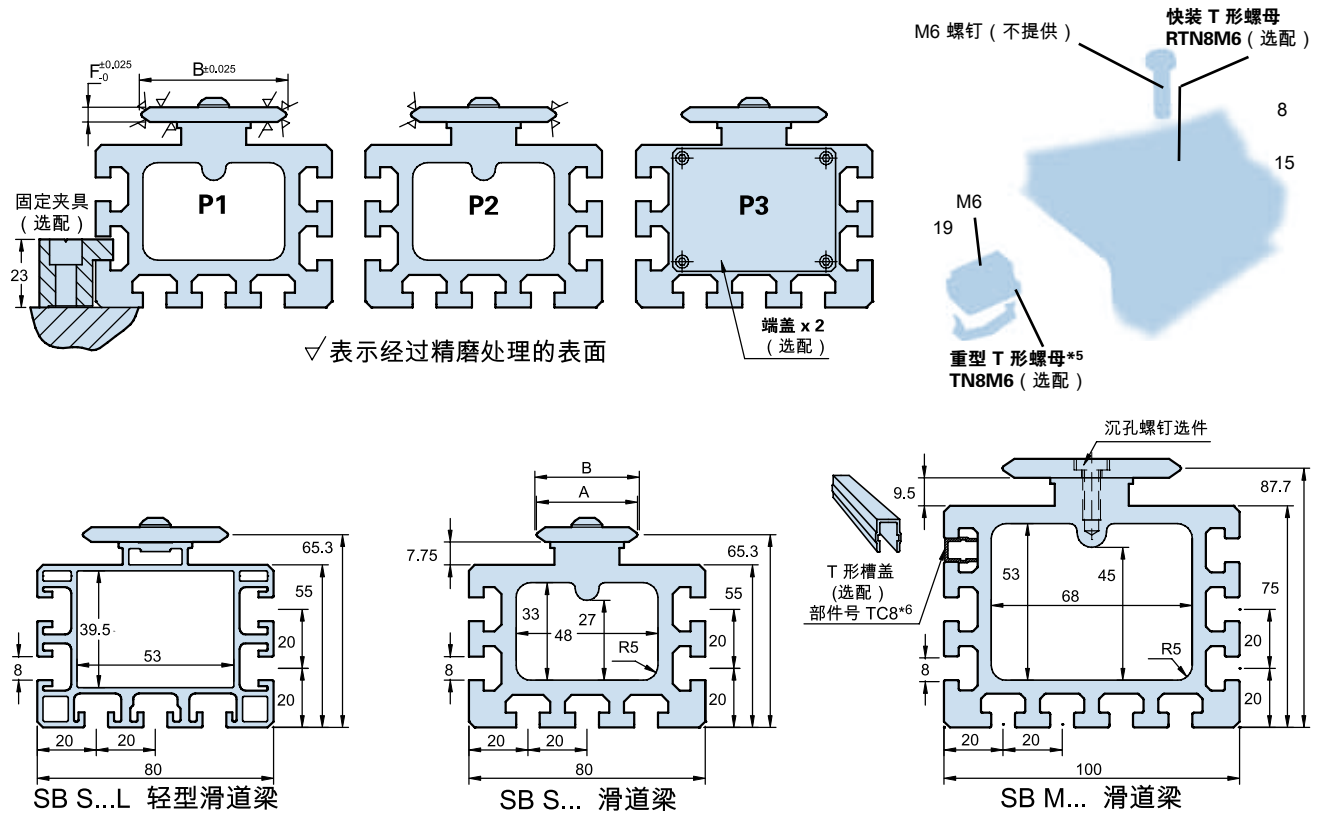 F±0.025
-0
B±0.025
固定夹具
（选配）
23
P1
P2
P3
端盖 x 2
（选配）
▽表示经过精磨处理的表面
M6 螺钉（不提供）
快装 T 形螺母
RTN8M6（选配）
8
15
M6
19
重型 T 形螺母*5
TN8M6（选配）
65.3
55
39.5
53
20
8
20
20
20
80
SB S...L 轻型滑道梁
B
A
7.75
65.3
55
33
27
48
20
R5
8
20
20
20
80
SB S... 滑道梁
T 形槽盖
(选配）
部件号 TC8*6
沉孔螺钉选件
9.5
87.7
53
45
75
68
20
R5
8
20
20
20
100
SB M... 滑道梁